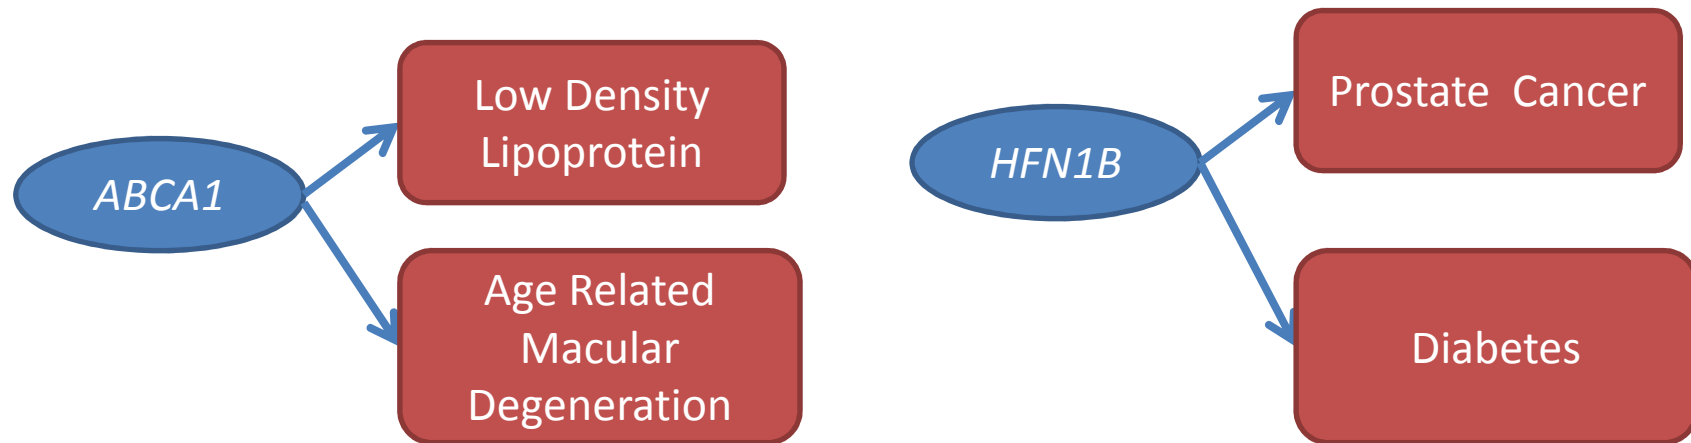 ABCA1
Low Density
Lipoprotein
Age Related
Macular
Degeneration
HFN1B
Prostate  Cancer
Diabetes